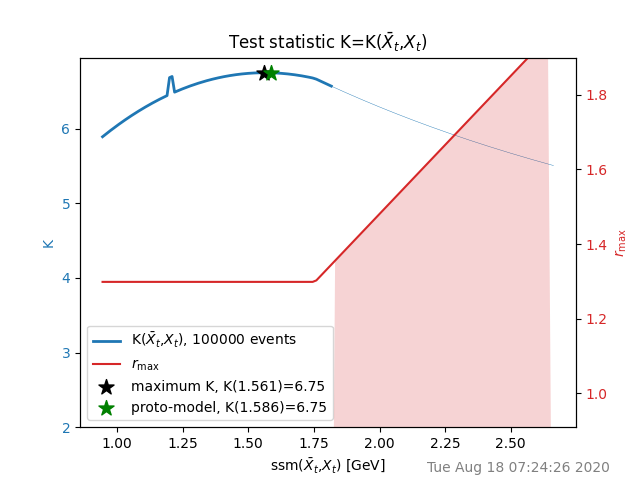 Test statistic K=K(X̄ₜ,Xₜ)
K
6
5
4
3
2
1.8
1.6
1.4
1.2
1.0
r_max
K(X̄ₜ,Xₜ), 100000 events
r_max
maximum K, K(1.561)=6.75
proto-model, K(1.586)=6.75
1.00 1.25 1.50 1.75 2.00 2.25 2.50
ssm(X̄ₜ,Xₜ) [GeV]
Tue Aug 18 07:24:26 2020